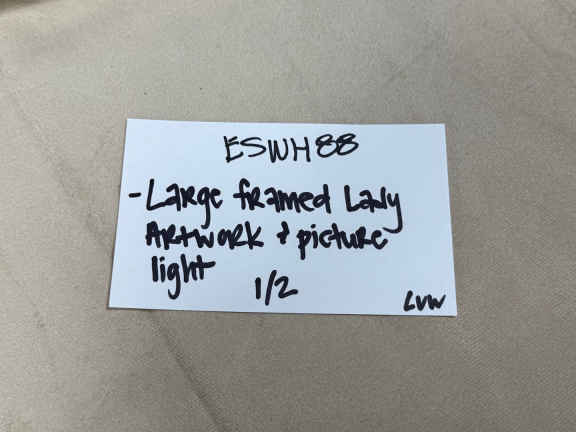 ESWH88
- Large framed Lady
Artwork & picture
light
1/2
LVW